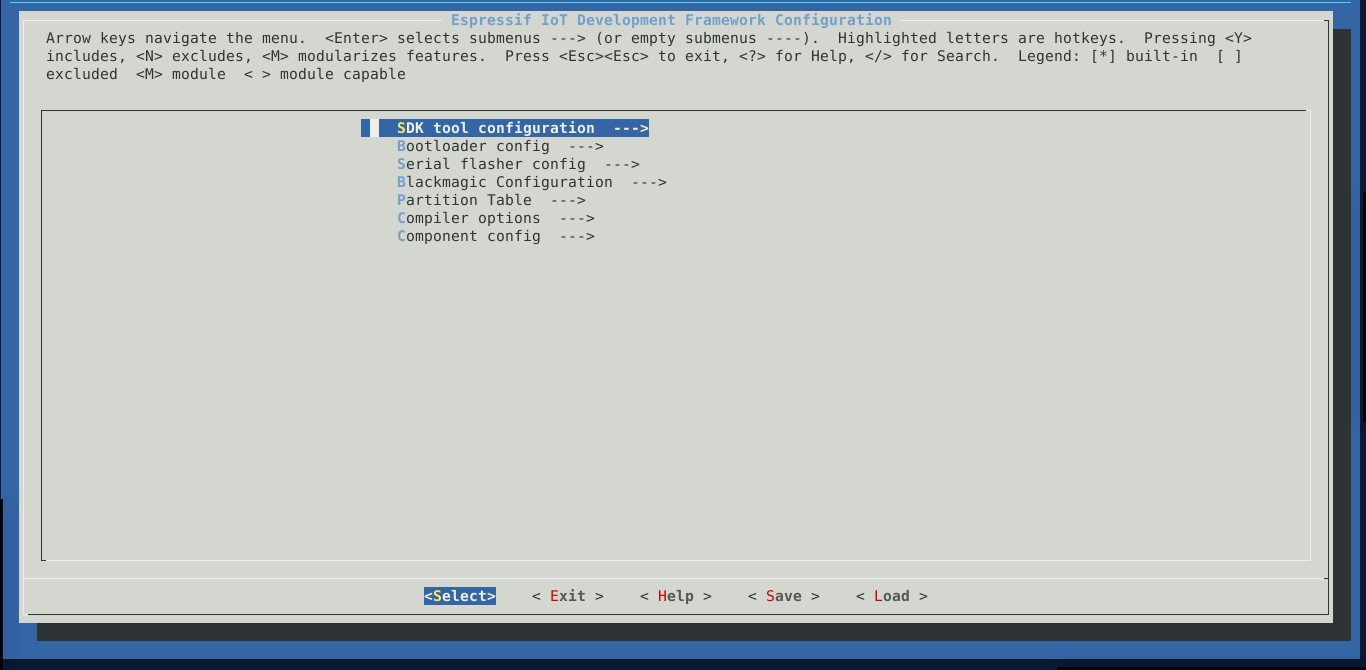 Espressif IoT Development Framework Configuration
Arrow keys navigate the menu.  <Enter> selects submenus ---> (or empty submenus ----).  Highlighted letters are hotkeys.  Pressing <Y>
includes, <N> excludes, <M> modularizes features.  Press <Esc><Esc> to exit, <?> for Help, </> for Search.  Legend: [*] built-in  [ ]
excluded  <M> module  < > module capable
SDK tool configuration  --->
Bootloader config  --->
Serial flasher config  --->
Blackmagic Configuration  --->
Partition Table  --->
Compiler options  --->
Component config  --->
<Select>    < Exit >    < Help >    < Save >    < Load >